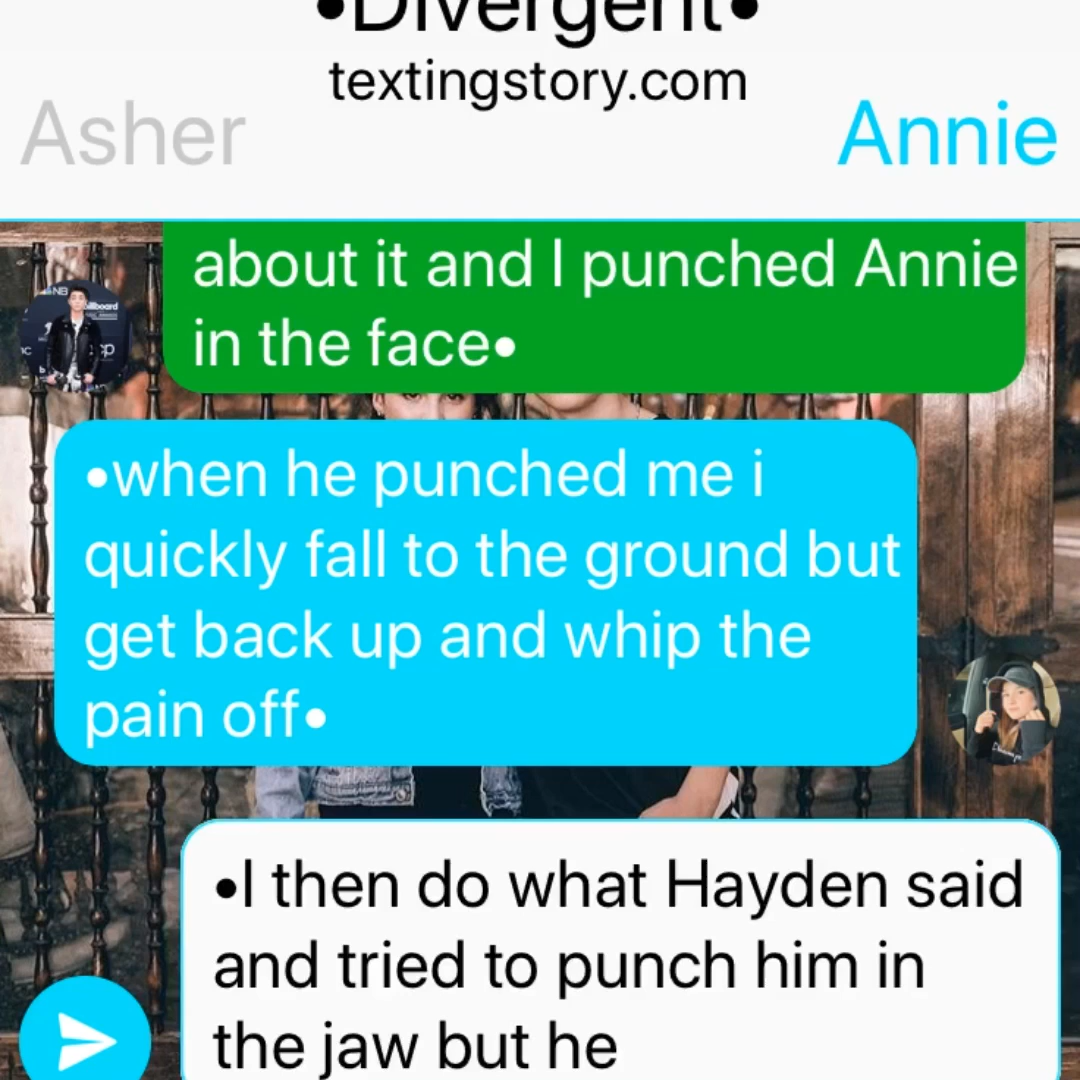 •Divergent•
textingstory.com
Asher
Annie
about it and I punched Annie
in the face•
•when he punched me i
quickly fall to the ground but
get back up and whip the
pain off•
•I then do what Hayden said
and tried to punch him in
the jaw but he